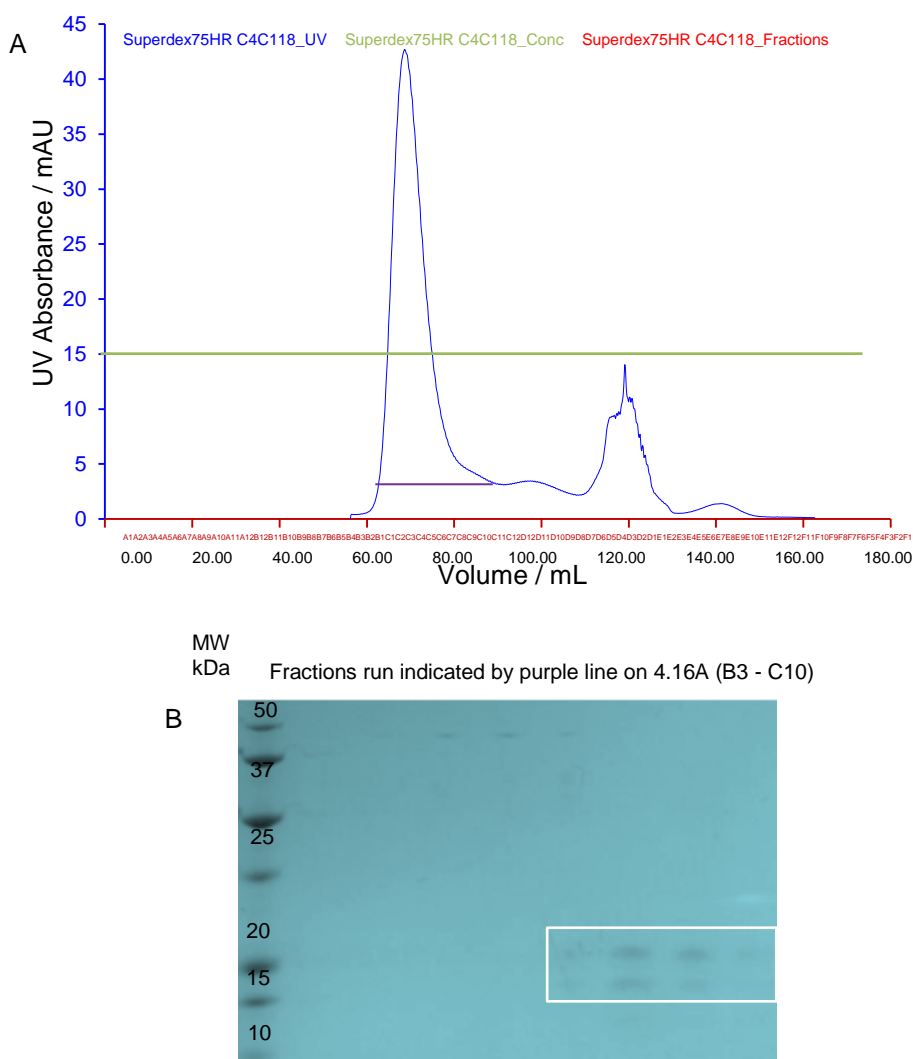 A
Superdex75HR C4C118_UV Superdex75HR C4C118_Conc Superdex75HR C4C118_Fractions
45
40
35
30
25
20
15
10
5
0
UV Absorbance / mAU
A1A2A3A4A5A6A7A8A9A10A11A12B12B11B10B9B8B7B6B5B4B3B2B1C1C2C3C4C5C6C7C8C9C10C11C12D12D11D10D9D8D7D6D5D4D3D2D1E1E2E3E4E5E6E7E8E9E10E11E12F12F11F10F9F8F7F6F5F4F3F2F1
0.00 20.00 40.00 60.00 80.00 100.00 120.00 140.00 160.00 180.00
Volume / mL
MW
kDa
Fractions run indicated by purple line on 4.16A (B3 - C10)
B
50
37
25
20
15
10